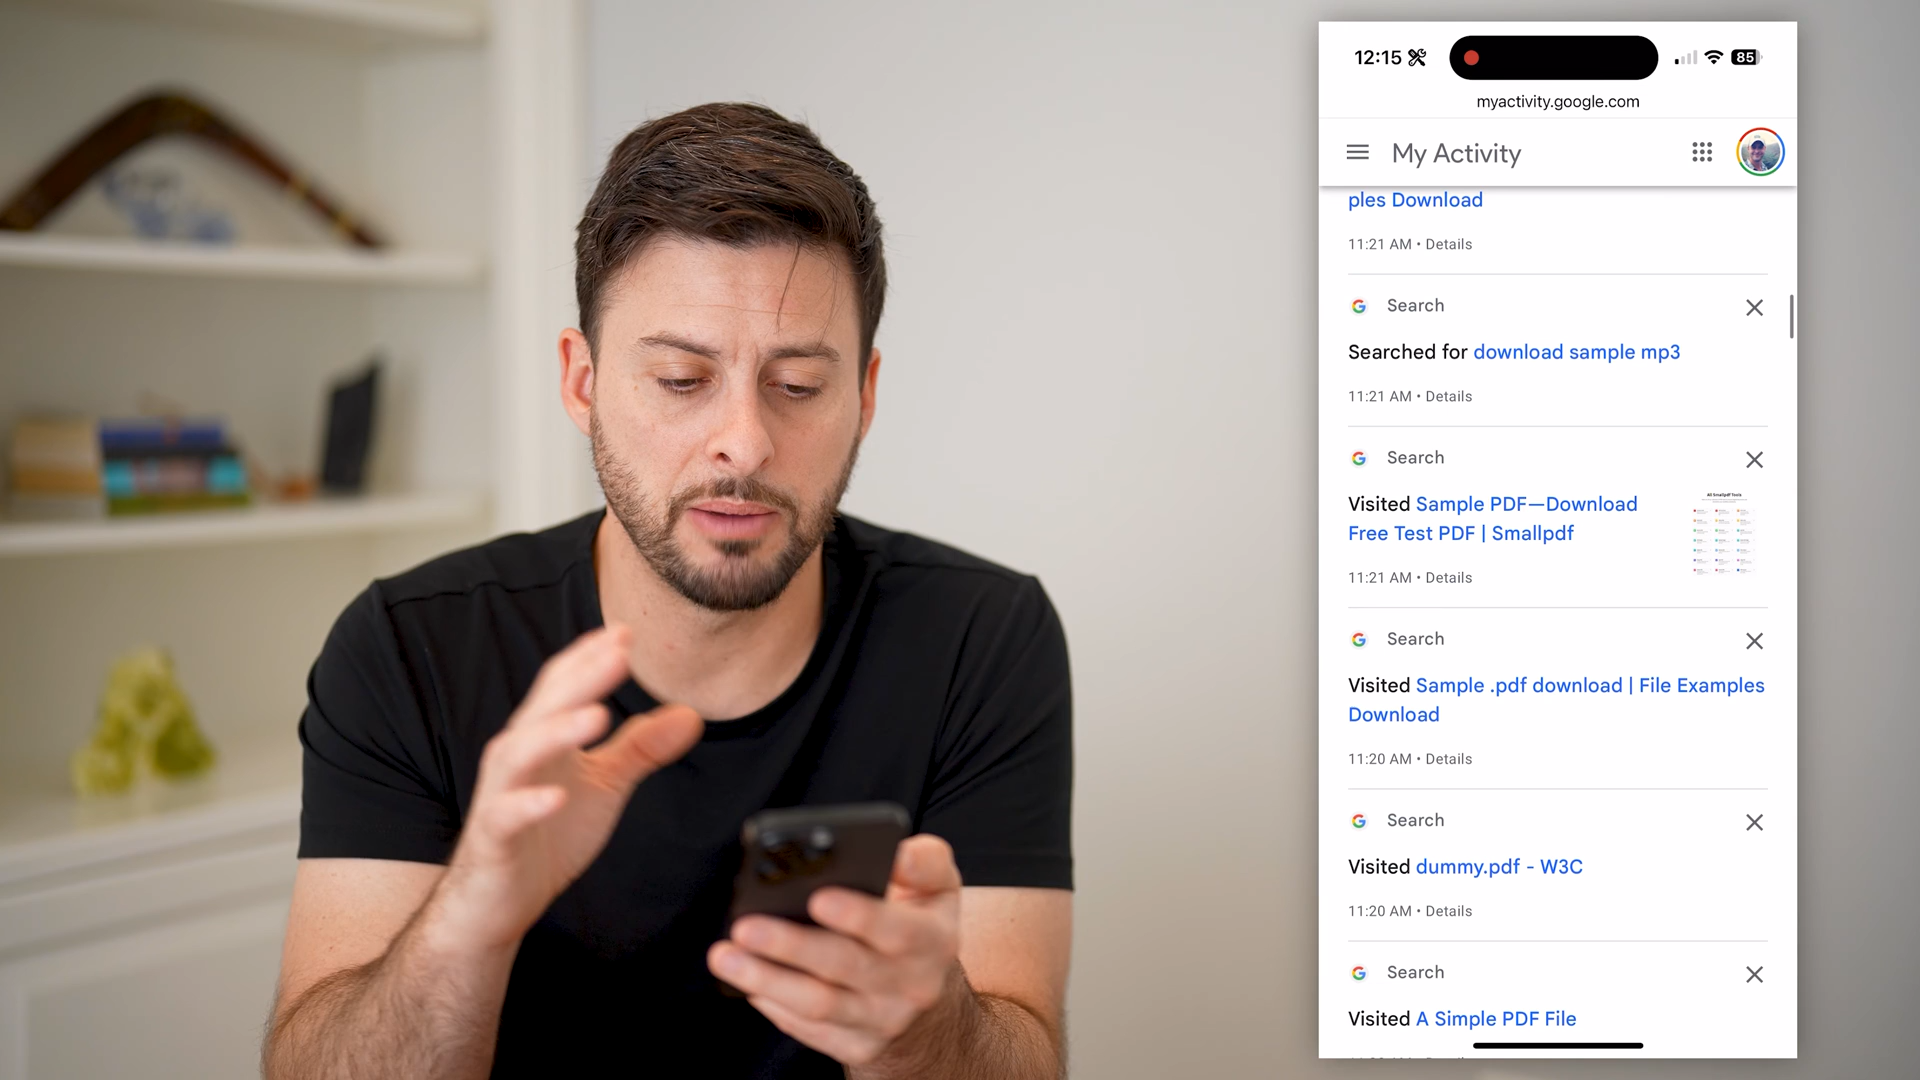 12:15
85
myactivity.google.com
My Activity
ples Download
11:21 AM • Details
Search
Searched for download sample mp3
11:21 AM • Details
Search
Visited Sample PDF—Download
Free Test PDF | Smallpdf
All Smallpdf Tools
11:21 AM • Details
Search
Visited Sample .pdf download | File Examples
Download
11:20 AM • Details
Search
Visited dummy.pdf - W3C
11:20 AM • Details
Search
Visited A Simple PDF File